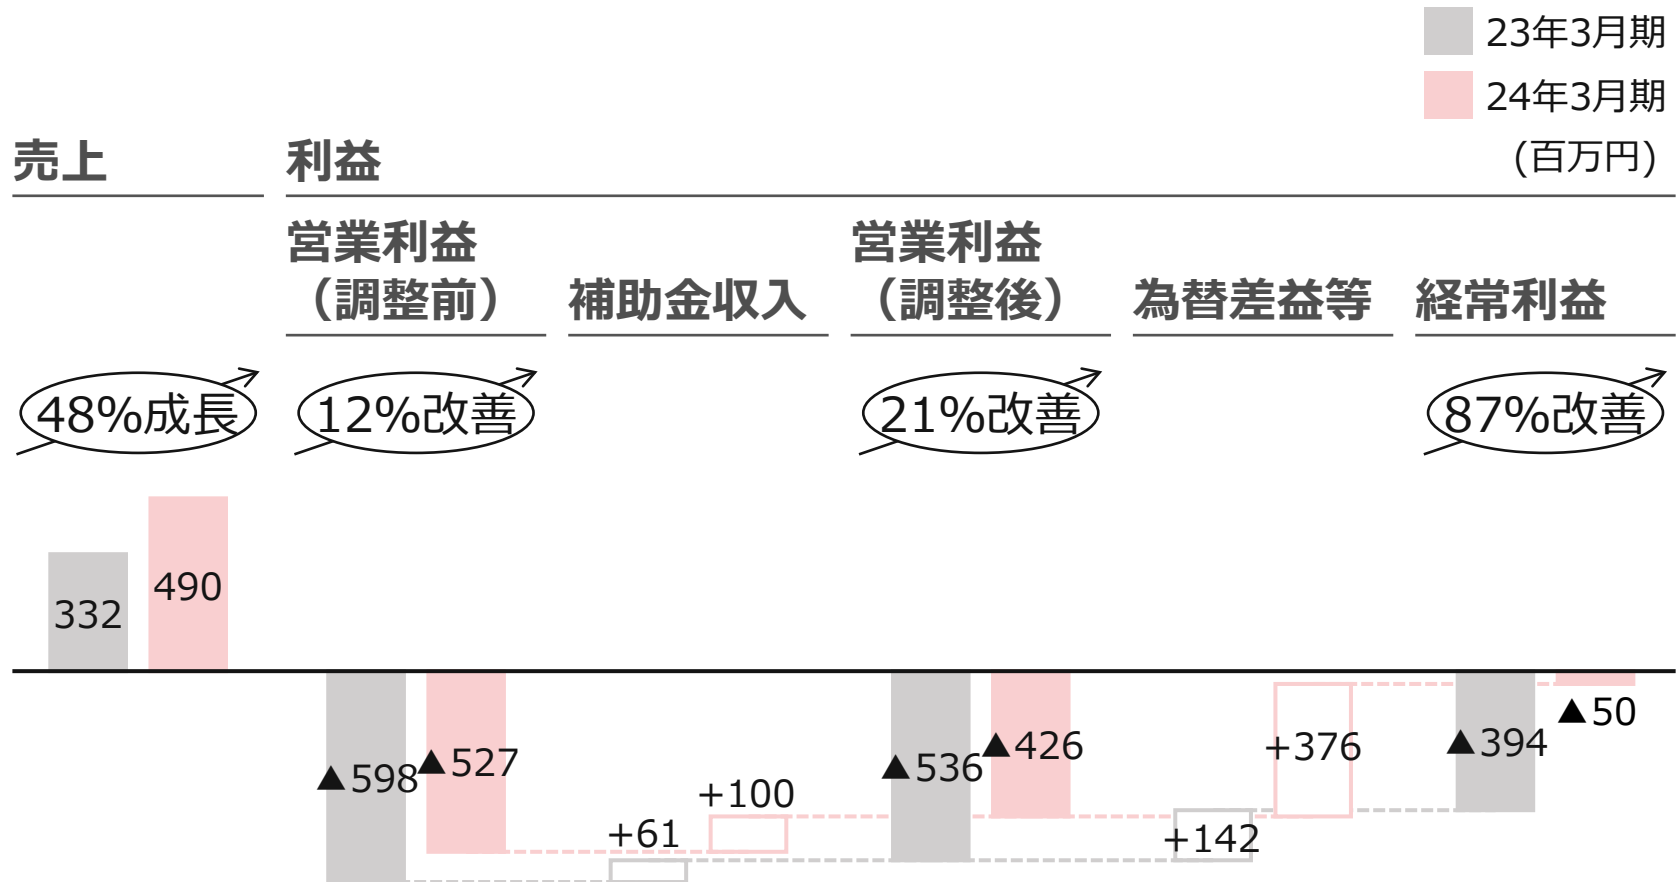 23年3月期
24年3月期
(百万円)
売上
利益
営業利益
（調整前）
補助金収入
営業利益
（調整後）
為替差益等
経常利益
48%成長
12%改善
21%改善
87%改善
332
490
▲598
▲527
+61
+100
▲536
▲426
+142
+376
▲394
▲50